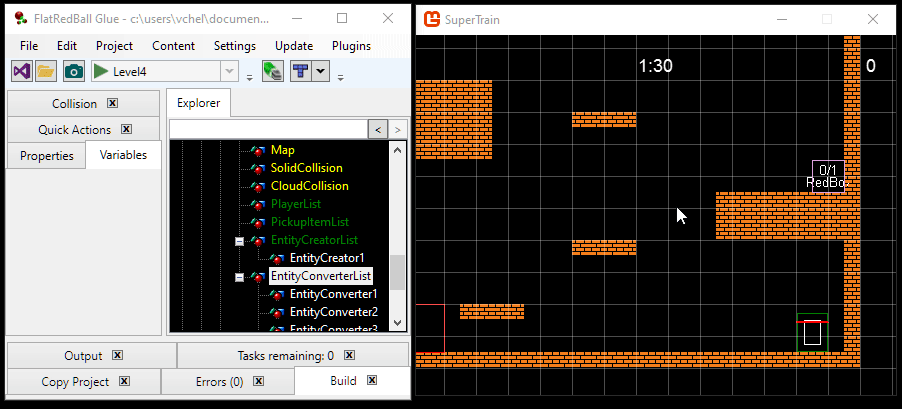 FlatRedBall Glue - c:\users\vchel\documen...
File Edit Project Content Settings Update Plugins
Level4
Collision
Quick Actions
Properties Variables
Explorer
< >
Map
SolidCollision
CloudCollision
PlayerList
PickupItemList
EntityCreatorList
EntityCreator1
EntityConverterList
EntityConverter1
EntityConverter2
EntityConverter3
Output Tasks remaining: 0
Copy Project Errors (0) Build
SuperTrain
1:30 0
0/1
RedBo